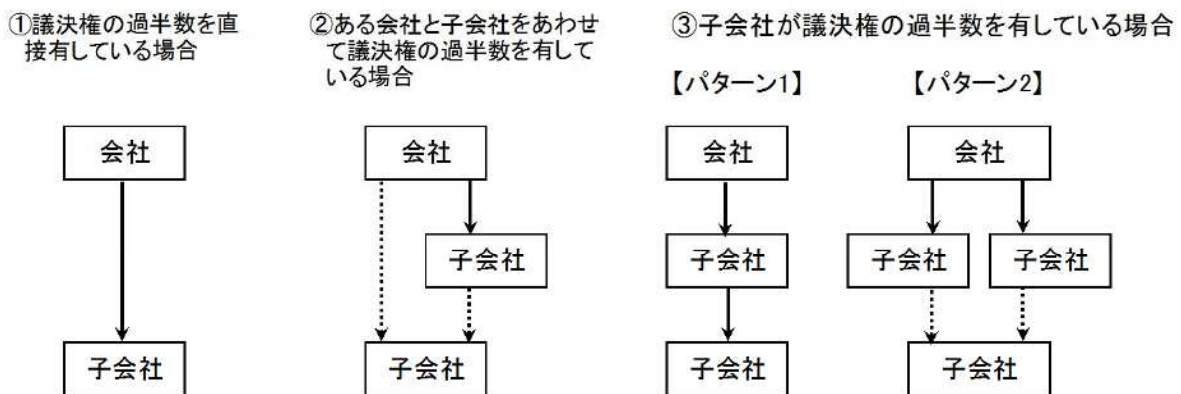 ①議決権の過半数を直
接有している場合
②ある会社と子会社をあわせ
て議決権の過半数を有して
いる場合
③子会社が議決権の過半数を有している場合
【パターン1】
【パターン2】
会社
子会社
会社
子会社
子会社
会社
子会社
子会社
会社
子会社
子会社
子会社